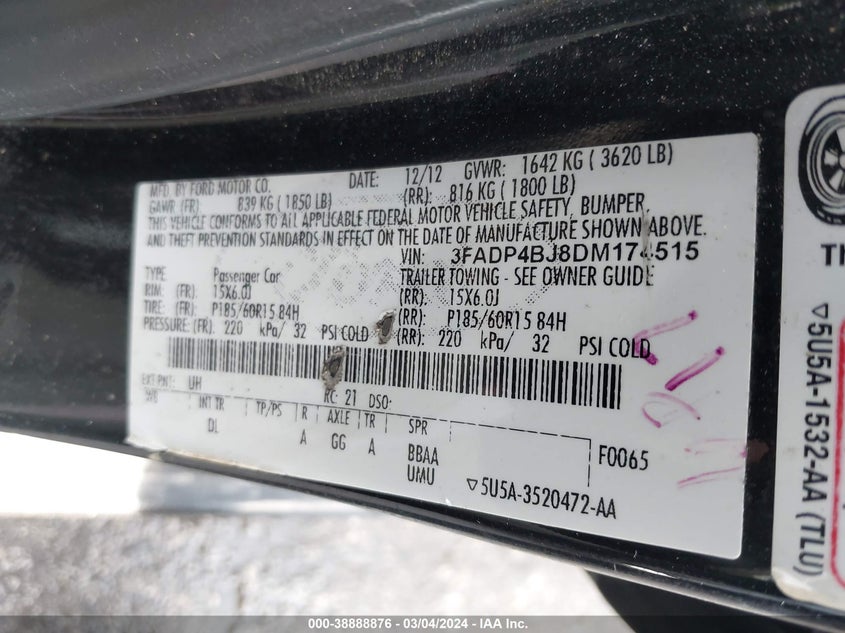 MFD. BY FORD MOTOR CO. DATE: 12/12 GVWR: 1642 KG ( 3620 LB)
GAWR (FR): 839 KG ( 1850 LB) (RR): 816 KG ( 1800 LB)
THIS VEHICLE CONFORMS TO ALL APPLICABLE FEDERAL MOTOR VEHICLE SAFETY, BUMPER,
AND THEFT PREVENTION STANDARDS IN EFFECT ON THE DATE OF MANUFACTURE SHOWN ABOVE.
VIN: 3FADP4BJ8DM174515
TYPE: Passenger Car TRAILER TOWING - SEE OWNER GUIDE
RIM: (FR): 15X6.0J (RR): 15X6.0J
TIRE: (FR): P185/60R15 84H (RR): P185/60R15 84H
PRESSURE: (FR): 220 kPa/ 32 PSI COLD (RR): 220 kPa/ 32 PSI COLD
EXT PNT: UH RC: 21 DSO:
WB INT TR TP/PS R AXLE TR SPR
DL A GG A BBAA F0065
UMU ▽5U5A-3520472-AA
▽5U5A-1532-AA (TLU)
000-38888876 - 03/04/2024 - IAA Inc.